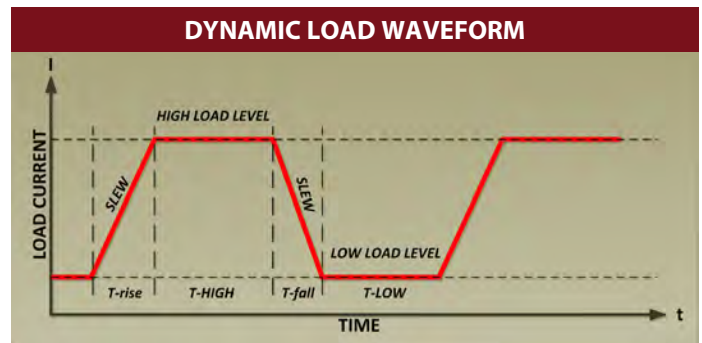 DYNAMIC LOAD WAVEFORM
I
HIGH LOAD LEVEL
LOAD CURRENT
SLEW
SLEW
LOW LOAD LEVEL
T-rise
T-HIGH
T-fall
T-LOW
t
TIME